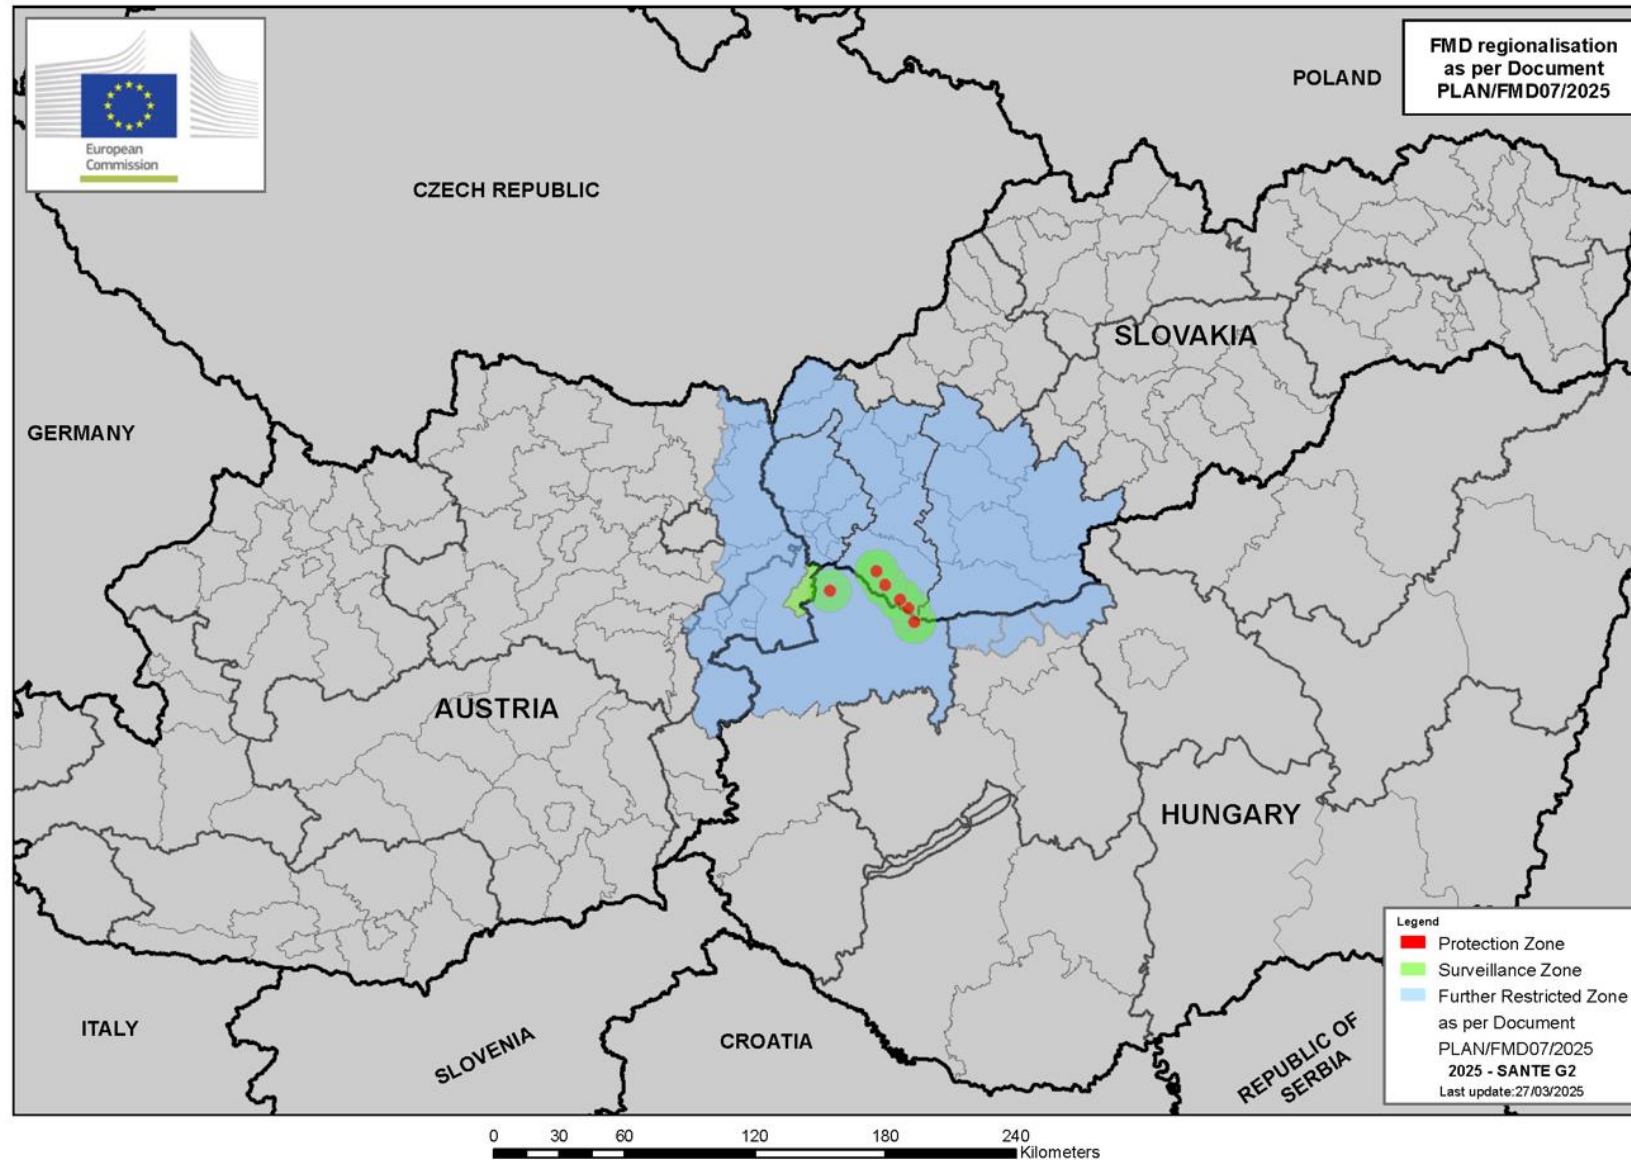 European
Commission
FMD regionalisation
as per Document
PLAN/FMD07/2025
POLAND
CZECH REPUBLIC
SLOVAKIA
GERMANY
AUSTRIA
HUNGARY
ITALY
SLOVENIA
CROATIA
REPUBLIC OF
SERBIA
Legend
Protection Zone
Surveillance Zone
Further Restricted Zone
as per Document
PLAN/FMD07/2025
2025 - SANTE G2
Last update:27/03/2025
0 30 60 120 180 240
Kilometers